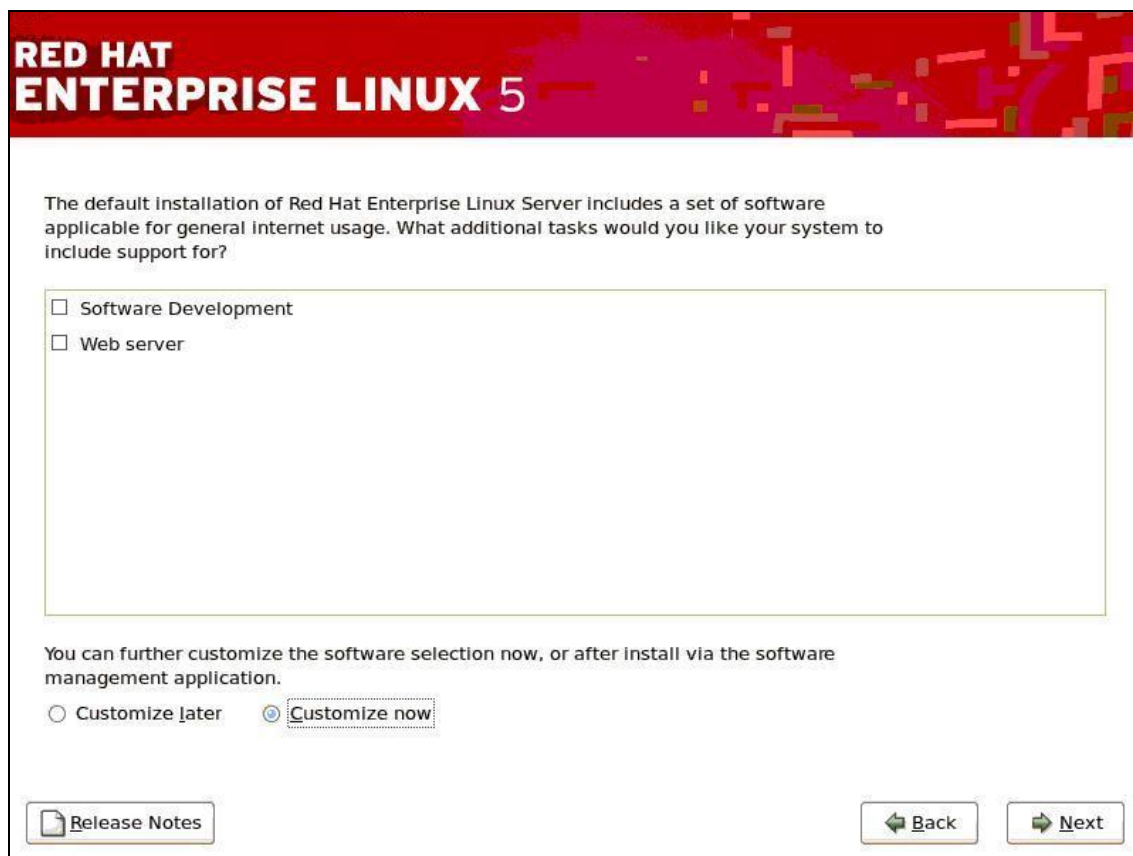 RED HAT
ENTERPRISE LINUX 5
The default installation of Red Hat Enterprise Linux Server includes a set of software
applicable for general internet usage. What additional tasks would you like your system to
include support for?
Software Development
Web server
You can further customize the software selection now, or after install via the software
management application.
Customize later Customize now
Release Notes Back Next